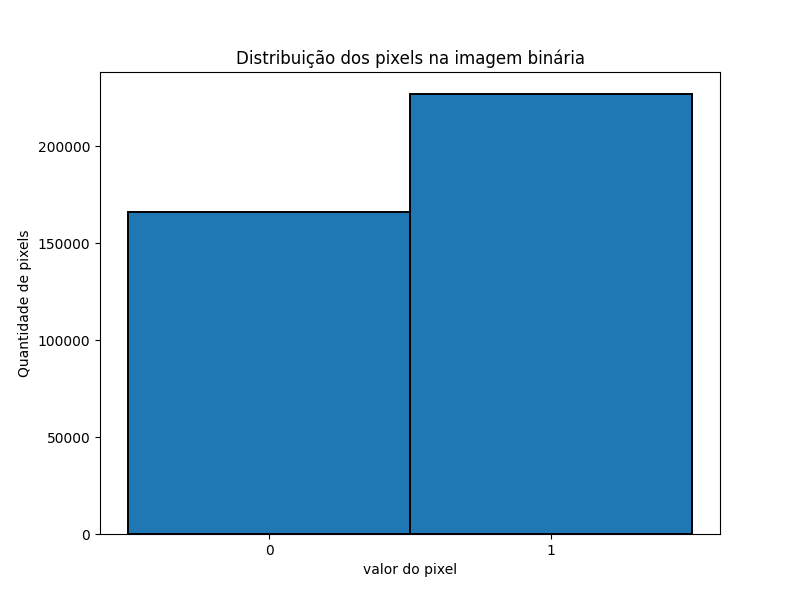 Distribuição dos pixels na imagem binária
200000
150000
100000
50000
0
Quantidade de pixels
0 1
valor do pixel